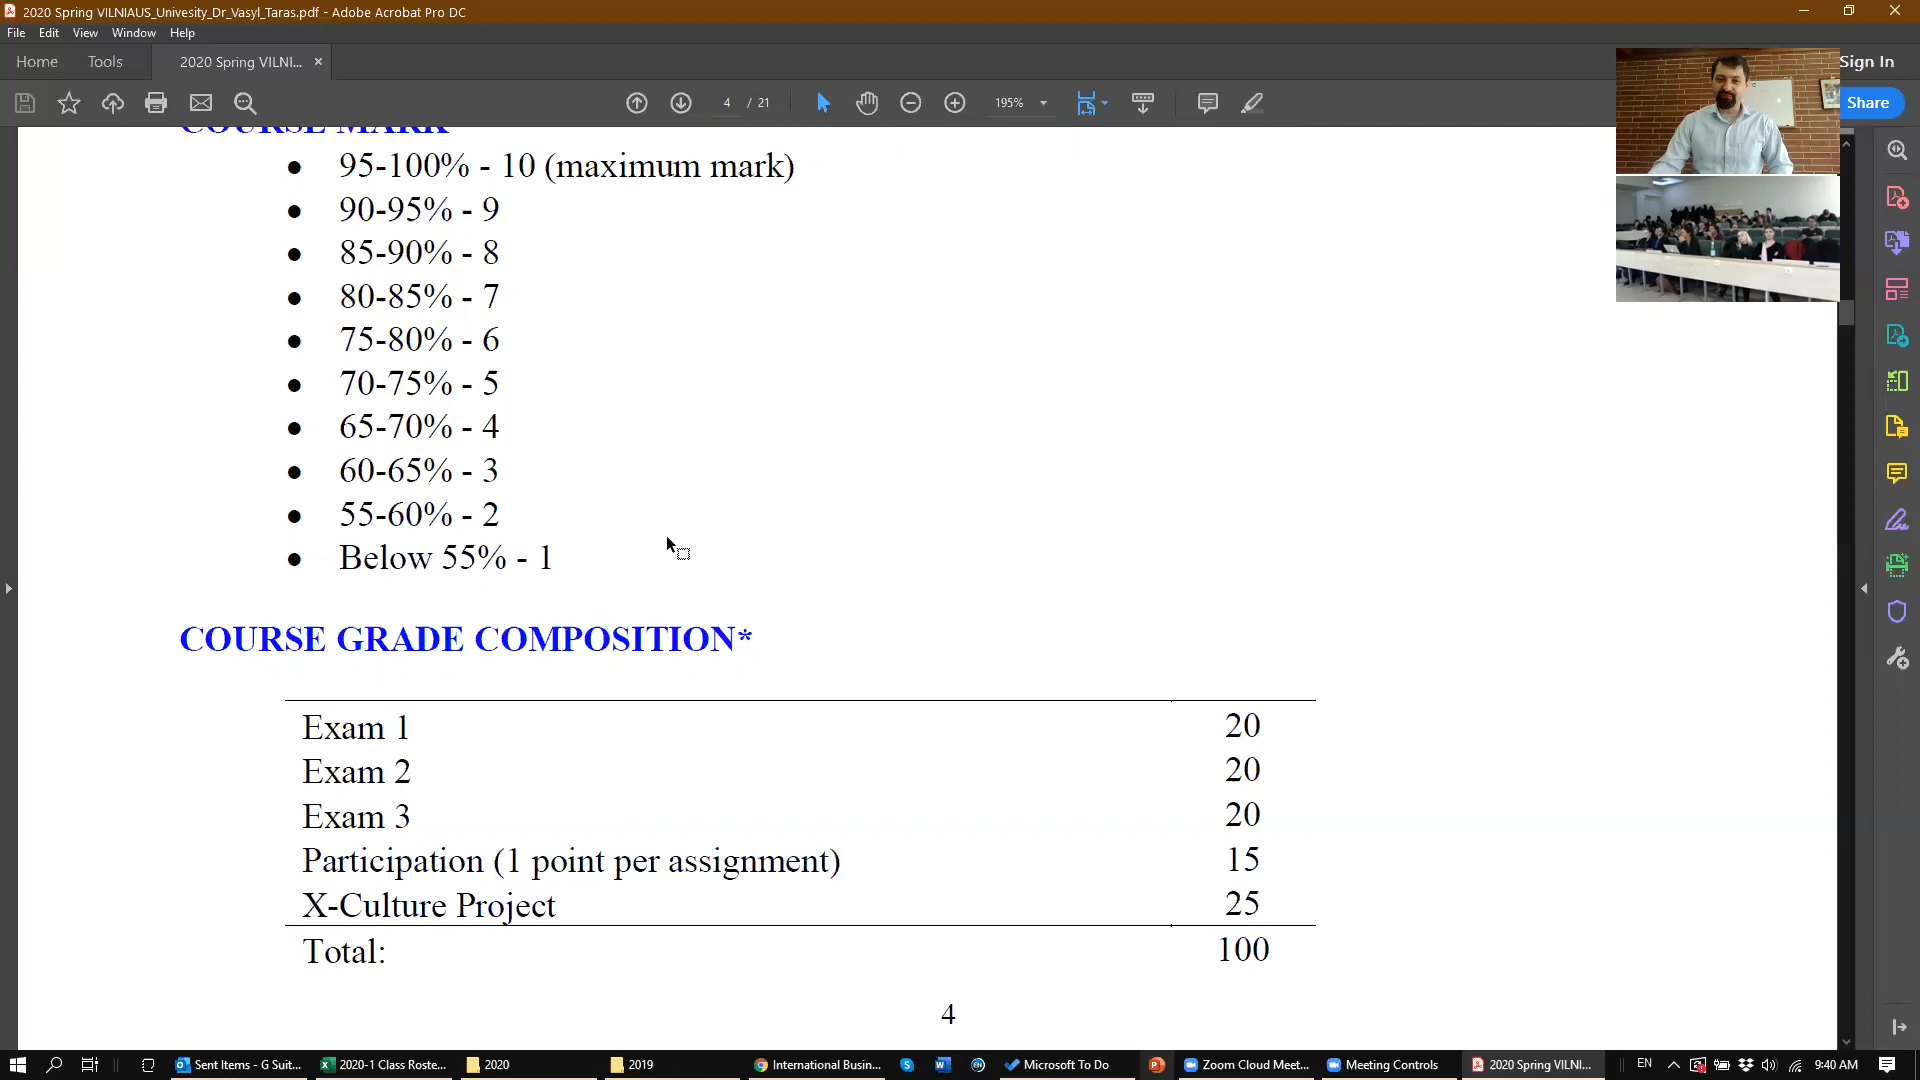 2020 Spring VILNIAUS_Univesity_Dr_Vasyl_Taras.pdf - Adobe Acrobat Pro DC
File Edit View Window Help
Home Tools 2020 Spring VILNI... × Sign In
4 / 21 195% Share
COURSE MARK
• 95-100% - 10 (maximum mark)
• 90-95% - 9
• 85-90% - 8
• 80-85% - 7
• 75-80% - 6
• 70-75% - 5
• 65-70% - 4
• 60-65% - 3
• 55-60% - 2
• Below 55% - 1
COURSE GRADE COMPOSITION*
Exam 1 20
Exam 2 20
Exam 3 20
Participation (1 point per assignment) 15
X-Culture Project 25
Total: 100
4
Sent Items - G Suit... 2020-1 Class Roste... 2020 2019 International Busin... Microsoft To Do Zoom Cloud Meet... Meeting Controls 2020 Spring VILNI... EN 9:40 AM